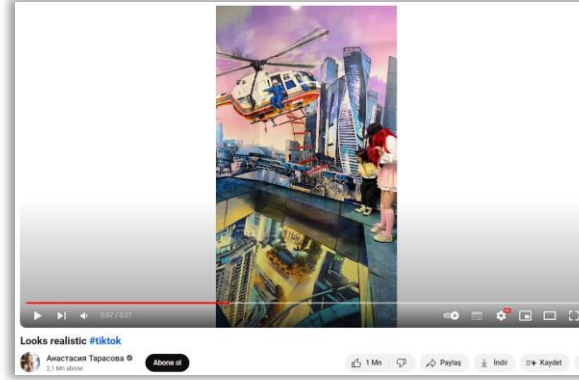 0:07 / 0:21
Looks realistic #tiktok
Анастасия Тарасова
2,1 Mn abone
Abone ol
1 Mn
Paylaş
İndir
Kaydet